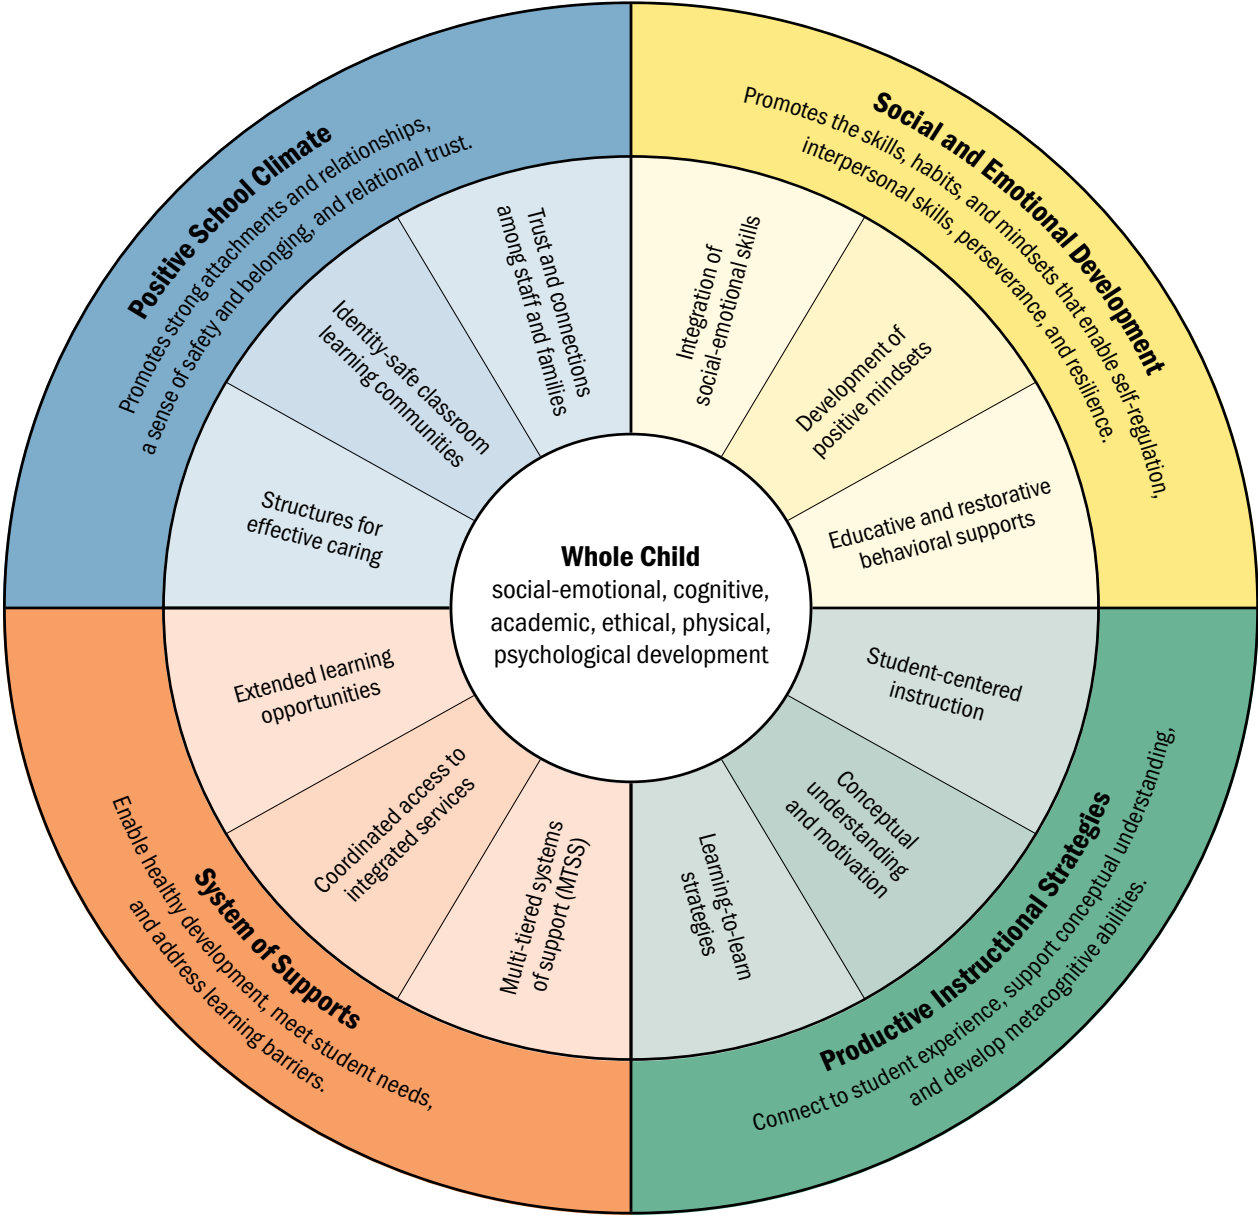 Positive School Climate
Promotes strong attachments and relationships,
a sense of safety and belonging, and relational trust.
Social and Emotional Development
Promotes the skills, habits, and mindsets that enable self-regulation,
interpersonal skills, perseverance, and resilience.
Structures for
effective caring
Identity-safe classroom
learning communities
Trust and connections
among staff and families
Integration of
social-emotional skills
Development of
positive mindsets
Educative and restorative
behavioral supports
Whole Child
social-emotional, cognitive,
academic, ethical, physical,
psychological development
Extended learning
opportunities
Coordinated access to
integrated services
Multi-tiered systems
of support (MTSS)
Learning-to-learn
strategies
Conceptual
understanding
and motivation
Student-centered
instruction
System of Supports
Enable healthy development, meet student needs,
and address learning barriers.
Productive Instructional Strategies
Connect to student experience, support conceptual understanding,
and develop metacognitive abilities.